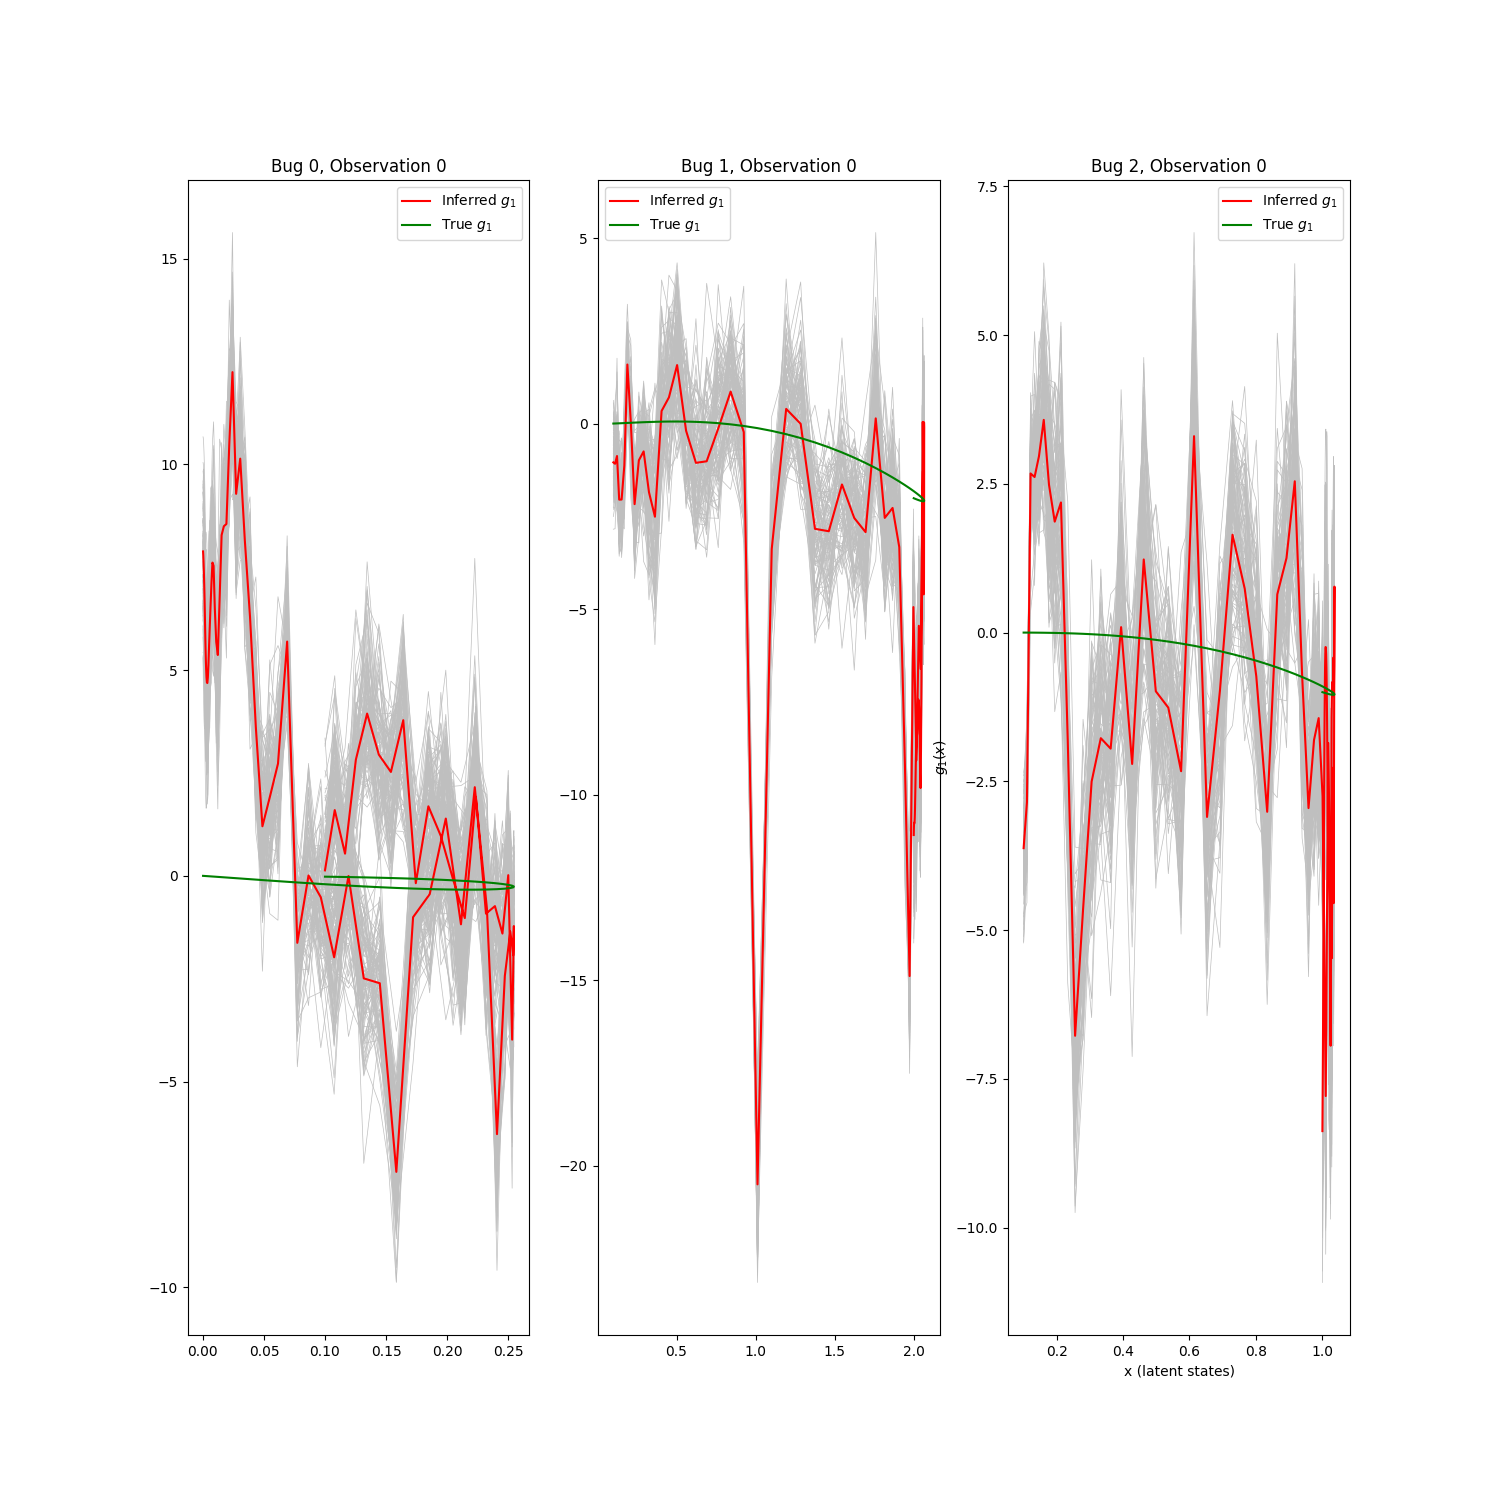 Bug 0, Observation 0
Inferred g₁
True g₁
15
10
5
0
−5
−10
0.00 0.05 0.10 0.15 0.20 0.25
Bug 1, Observation 0
Inferred g₁
True g₁
5
0
−5
−10
−15
−20
0.5 1.0 1.5 2.0
Bug 2, Observation 0
Inferred g₁
True g₁
g₁(x)
7.5
5.0
2.5
0.0
−2.5
−5.0
−7.5
−10.0
0.2 0.4 0.6 0.8 1.0
x (latent states)